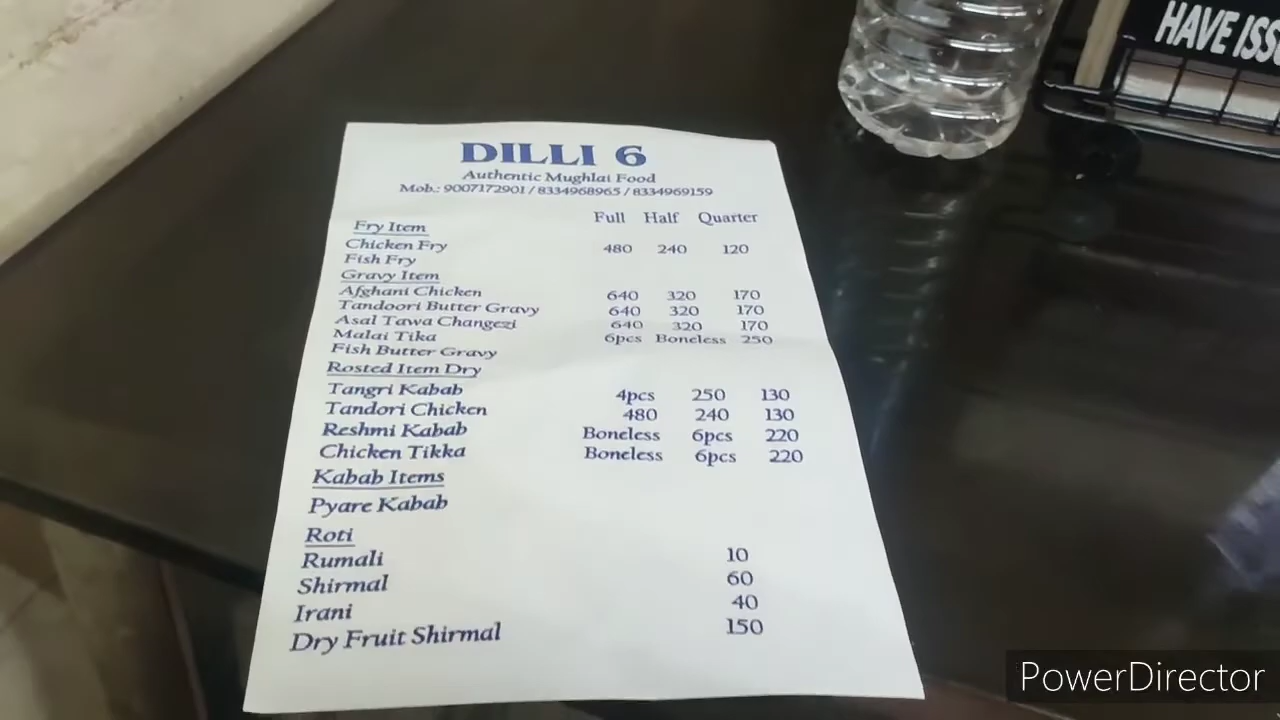 HAVE ISS
DILLI 6
Authentic Mughlai Food
Mob.: 9007172901 / 8334968965 / 8334969159
Full Half Quarter
Fry Item
Chicken Fry 480 240 120
Fish Fry
Gravy Item
Afghani Chicken 640 320 170
Tandoori Butter Gravy 640 320 170
Asal Tawa Changezi 640 320 170
Malai Tika 6pcs Boneless 250
Fish Butter Gravy
Rosted Item Dry
Tangri Kabab 4pcs 250 130
Tandori Chicken 480 240 130
Reshmi Kabab Boneless 6pcs 220
Chicken Tikka Boneless 6pcs 220
Kabab Items
Pyare Kabab
Roti
Rumali 10
Shirmal 60
Irani 40
Dry Fruit Shirmal 150
PowerDirector